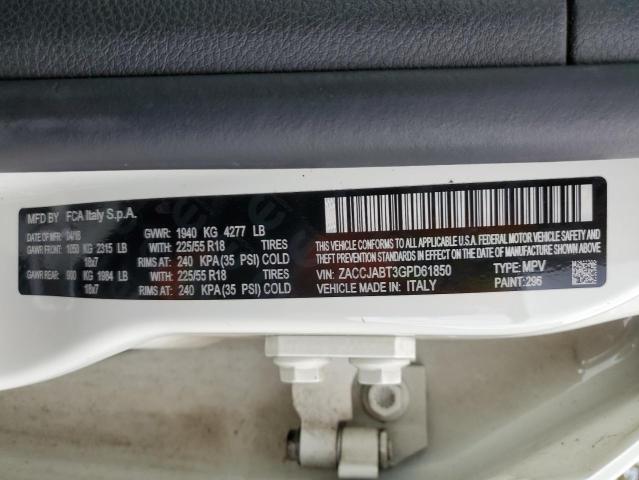 MFD BY FCA Italy S.p.A.
DATE OF MFR: 04/16 GVWR: 1940 KG 4277 LB
GAWR FRONT: 1050 KG 2315 LB WITH: 225/55 R18 TIRES
18x7 RIMS AT: 240 KPA(35 PSI) COLD
GAWR REAR: 900 KG 1984 LB WITH: 225/55 R18 TIRES
18x7 RIMS AT: 240 KPA(35 PSI) COLD
THIS VEHICLE CONFORMS TO ALL APPLICABLE U.S.A. FEDERAL MOTOR VEHICLE SAFETY,
BUMPER, AND THEFT PREVENTION STANDARDS IN EFFECT ON
THE DATE OF MANUFACTURE SHOWN ABOVE
VIN: ZACCJABT3GPD61850 TYPE: MPV
VEHICLE MADE IN: ITALY PAINT: 296